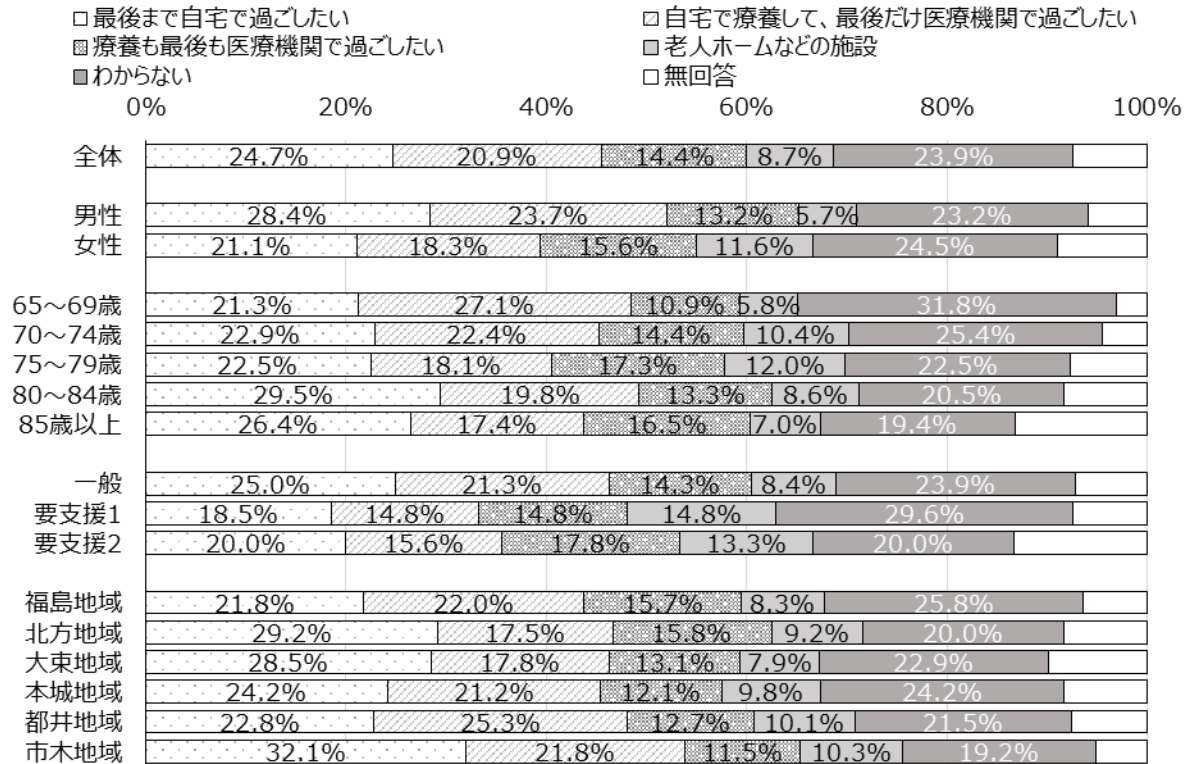 □最後まで自宅で過ごしたい
自宅で療養して、最後だけ医療機関で過ごしたい
療養も最後も医療機関で過ごしたい
老人ホームなどの施設
■わからない
□無回答
0% 20% 40% 60% 80% 100%
全体 24.7% 20.9% 14.4% 8.7% 23.9%
男性 28.4% 23.7% 13.2% 5.7% 23.2%
女性 21.1% 18.3% 15.6% 11.6% 24.5%
65～69歳 21.3% 27.1% 10.9% 5.8% 31.8%
70～74歳 22.9% 22.4% 14.4% 10.4% 25.4%
75～79歳 22.5% 18.1% 17.3% 12.0% 22.5%
80～84歳 29.5% 19.8% 13.3% 8.6% 20.5%
85歳以上 26.4% 17.4% 16.5% 7.0% 19.4%
一般 25.0% 21.3% 14.3% 8.4% 23.9%
要支援1 18.5% 14.8% 14.8% 14.8% 29.6%
要支援2 20.0% 15.6% 17.8% 13.3% 20.0%
福島地域 21.8% 22.0% 15.7% 8.3% 25.8%
北方地域 29.2% 17.5% 15.8% 9.2% 20.0%
大束地域 28.5% 17.8% 13.1% 7.9% 22.9%
本城地域 24.2% 21.2% 12.1% 9.8% 24.2%
都井地域 22.8% 25.3% 12.7% 10.1% 21.5%
市木地域 32.1% 21.8% 11.5% 10.3% 19.2%